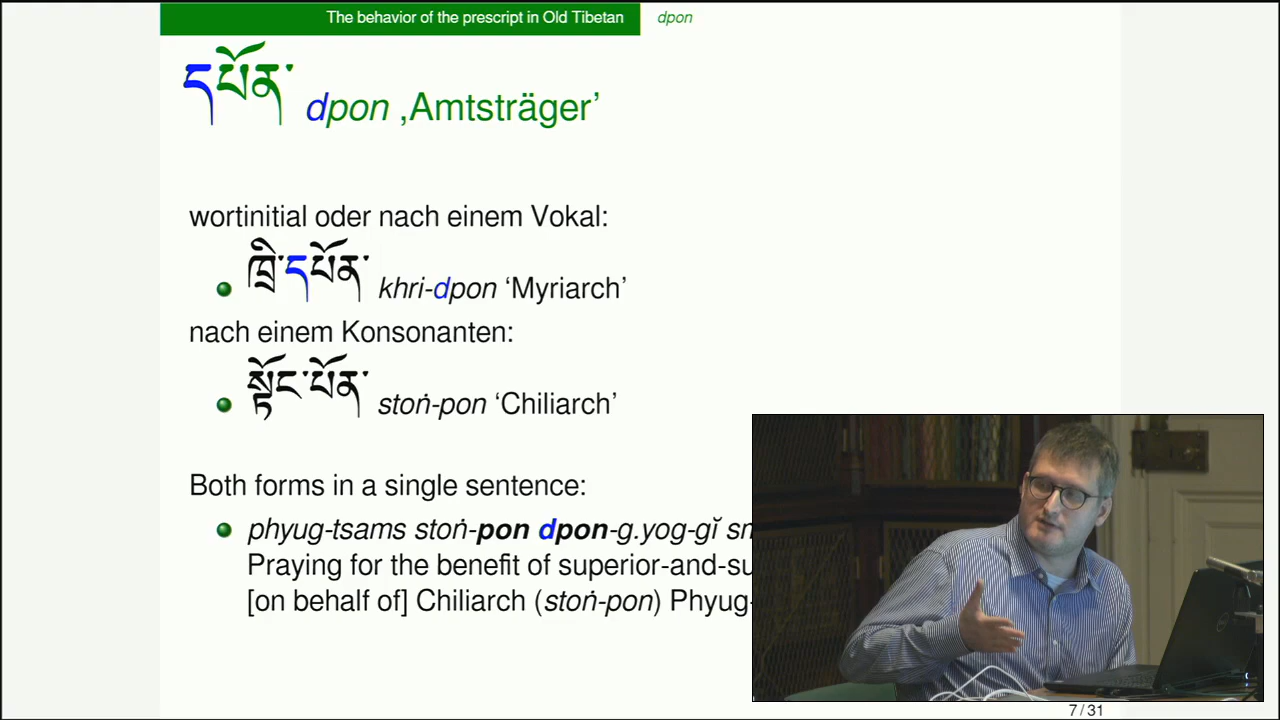 The behavior of the prescript in Old Tibetan dpon
དཔོན་ dpon ‚Amtsträger’
wortinitial oder nach einem Vokal:
ཁྲི་དཔོན་ khri-dpon ‘Myriarch’
nach einem Konsonanten:
སྟོང་པོན་ stoṅ-pon ‘Chiliarch’
Both forms in a single sentence:
phyug-tsams stoṅ-pon dpon-g.yog-gĭ
Praying for the benefit of superior-and-
[on behalf of] Chiliarch (stoṅ-pon) Phyug-
7 / 31